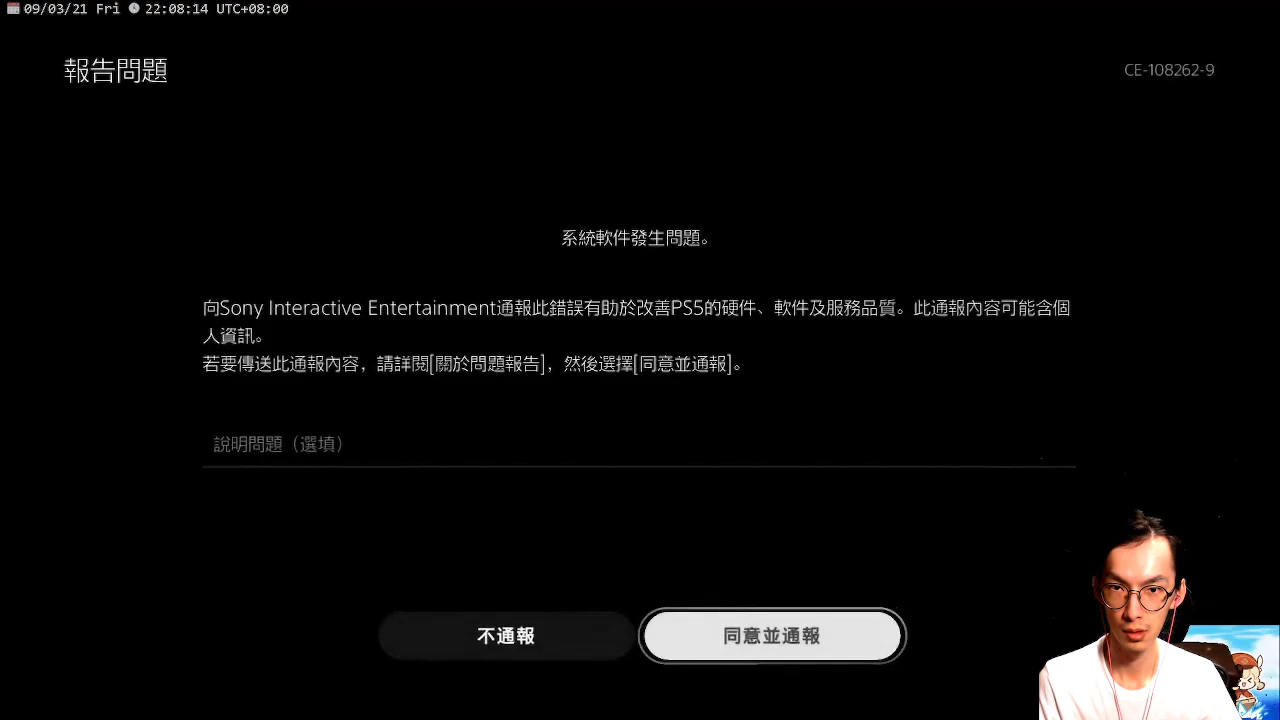 09/03/21 Fri 22:08:14 UTC+08:00
報告問題
CE-108262-9
系統軟件發生問題。
向Sony Interactive Entertainment通報此錯誤有助於改善PS5的硬件、軟件及服務品質。此通報內容可能含個
人資訊。
若要傳送此通報內容，請詳閱[關於問題報告]，然後選擇[同意並通報]。
說明問題（選填）
不通報
同意並通報